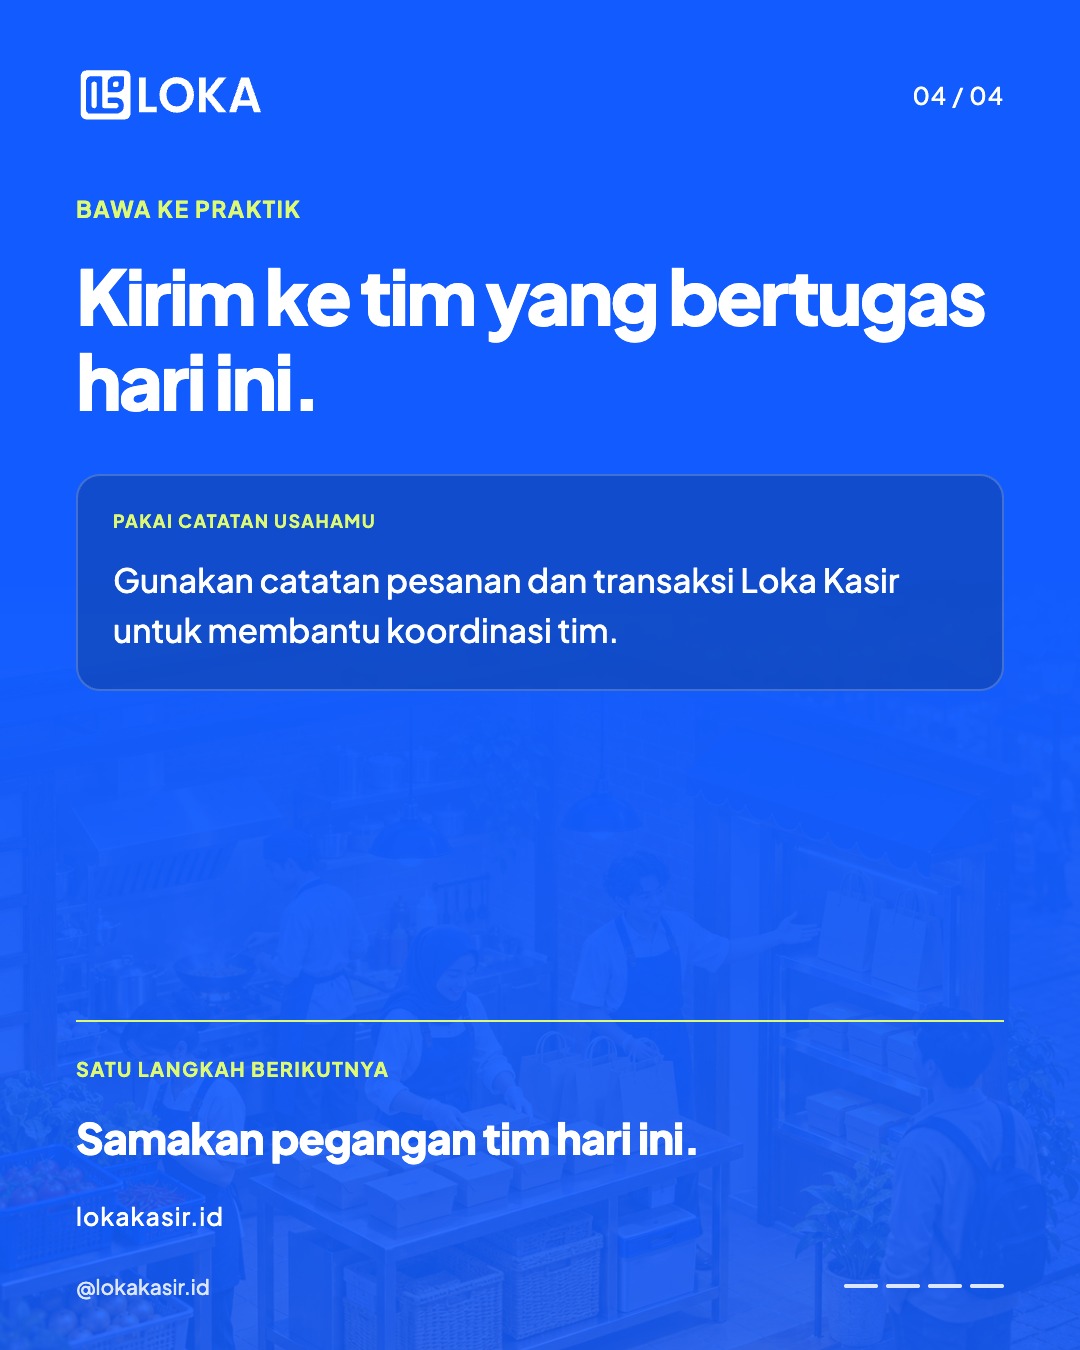 LOKA
04 / 04
BAWA KE PRAKTIK
Kirim ke tim yang bertugas
hari ini.
PAKAI CATATAN USAHAMU
Gunakan catatan pesanan dan transaksi Loka Kasir
untuk membantu koordinasi tim.
SATU LANGKAH BERIKUTNYA
Samakan pegangan tim hari ini.
lokakasir.id
@lokakasir.id